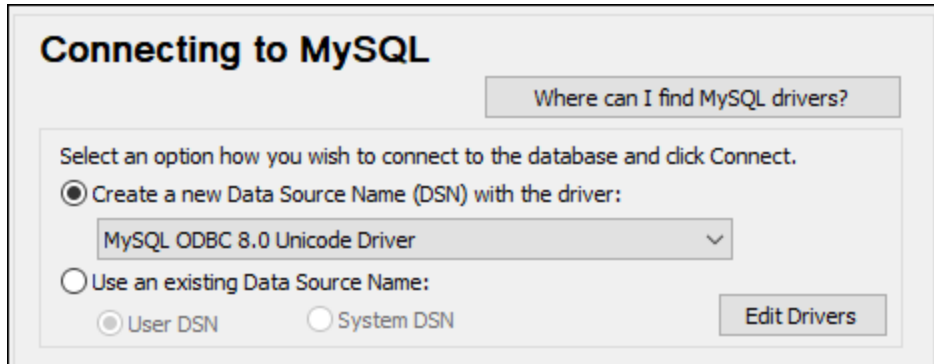 Connecting to MySQL
Where can I find MySQL drivers?
Select an option how you wish to connect to the database and click Connect.
Create a new Data Source Name (DSN) with the driver:
MySQL ODBC 8.0 Unicode Driver
Use an existing Data Source Name:
User DSN System DSN Edit Drivers